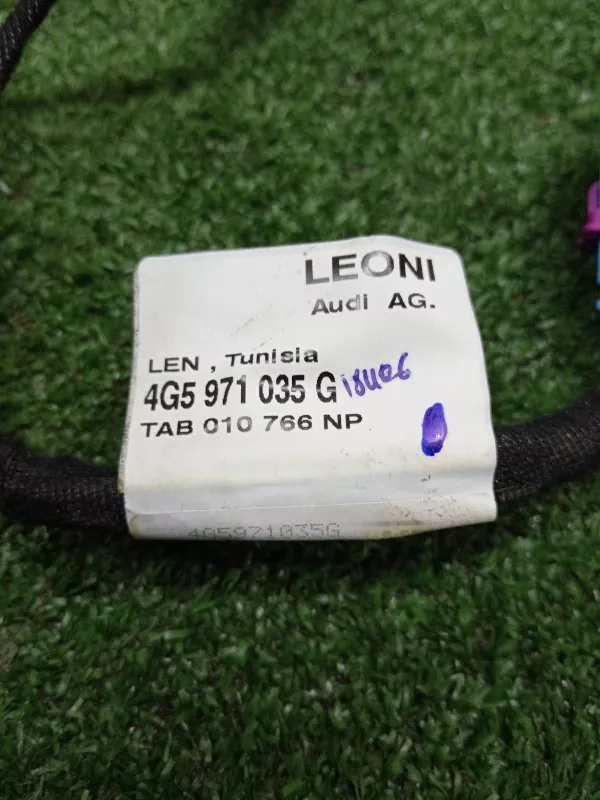 LEONI
Audi AG.
LEN , Tunisia
4G5 971 035 G
TAB 010 766 NP
4G5971035G